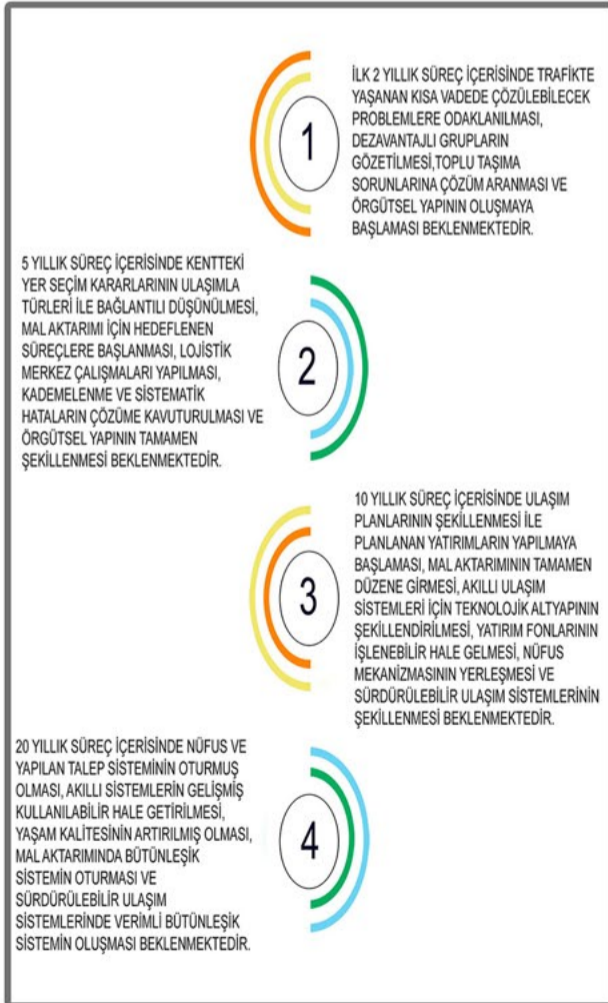 1
İLK 2 YILLIK SÜREÇ İÇERİSİNDE TRAFİKTE
YAŞANAN KISA VADEDE ÇÖZÜLEBİLECEK
PROBLEMLERE ODAKLANILMASI,
DEZAVANTAJLI GRUPLARIN
GÖZETİLMESİ,TOPLU TAŞIMA
SORUNLARINA ÇÖZÜM ARANMASI VE
ÖRGÜTSEL YAPININ OLUŞMAYA
BAŞLAMASI BEKLENMEKTEDİR.
5 YILLIK SÜREÇ İÇERİSİNDE KENTTEKİ
YER SEÇİM KARARLARININ ULAŞIMLA
TÜRLERİ İLE BAĞLANTILI DÜŞÜNÜLMESİ,
MAL AKTARIMI İÇİN HEDEFLENEN
SÜREÇLERE BAŞLANMASI, LOJİSTİK
MERKEZ ÇALIŞMALARI YAPILMASI,
KADEMELENME VE SİSTEMATİK
HATALARIN ÇÖZÜME KAVUTURULMASI VE
ÖRGÜTSEL YAPININ TAMAMEN
ŞEKİLLENMESİ BEKLENMEKTEDİR.
2
3
10 YILLIK SÜREÇ İÇERİSİNDE ULAŞIM
PLANLARININ ŞEKİLLENMESİ İLE
PLANLANAN YATIRIMLARIN YAPILMAYA
BAŞLAMASI, MAL AKTARIMININ TAMAMEN
DÜZENE GİRMESİ, AKILLI ULAŞIM
SİSTEMLERİ İÇİN TEKNOLOJİK ALTYAPININ
ŞEKİLLENDİRİLMESİ, YATIRIM FONLARININ
İŞLENEBİLİR HALE GELMESİ, NÜFUS
MEKANİZMASININ YERLEŞMESİ VE
SÜRDÜRÜLEBİLİR ULAŞIM SİSTEMLERİNİN
ŞEKİLLENMESİ BEKLENMEKTEDİR.
20 YILLIK SÜREÇ İÇERİSİNDE NÜFUS VE
YAPILAN TALEP SİSTEMİNİN OTURMUŞ
OLMASI, AKILLI SİSTEMLERİN GELİŞMİŞ
KULLANILABİLİR HALE GETİRİLMESİ,
YAŞAM KALİTESİNİN ARTIRILMIŞ OLMASI,
MAL AKTARIMINDA BÜTÜNLEŞİK
SİSTEMİN OTURMASI VE
SÜRDÜRÜLEBİLİR ULAŞIM
SİSTEMLERİNDE VERİMLİ BÜTÜNLEŞİK
SİSTEMİN OLUŞMASI BEKLENMEKTEDİR.
4